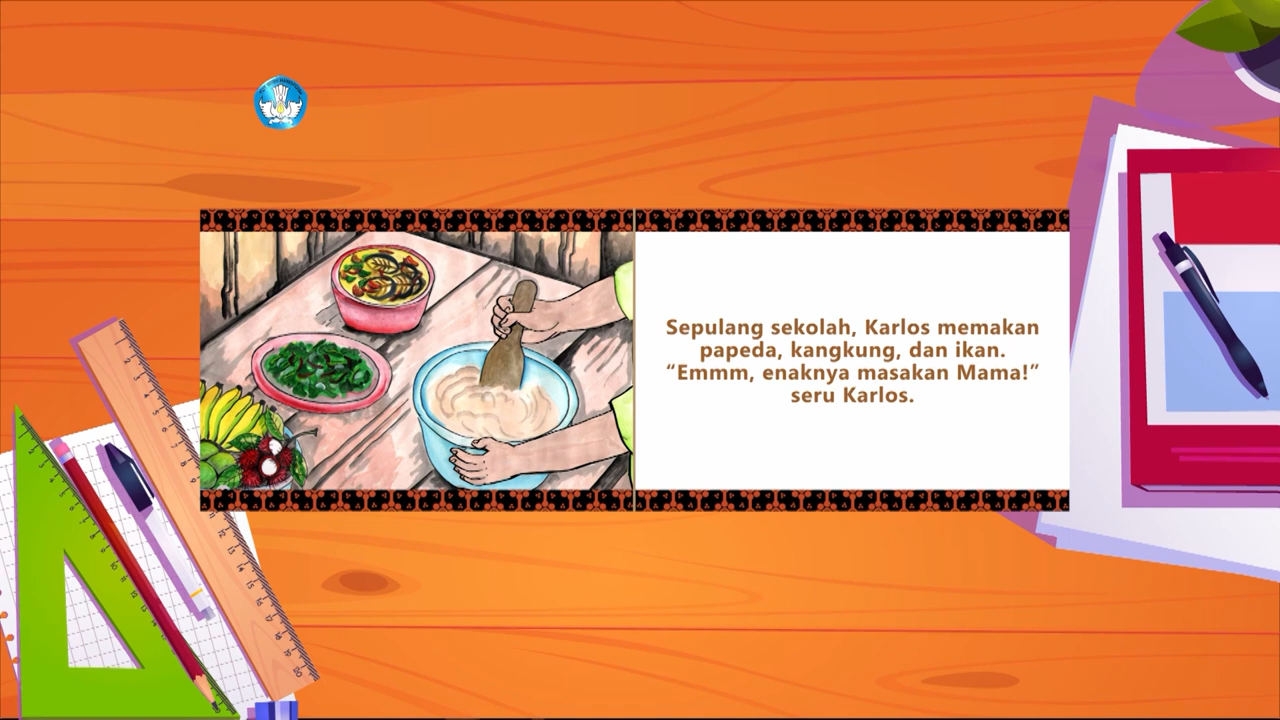 Sepulang sekolah, Karlos memakan
papeda, kangkung, dan ikan.
“Emmm, enaknya masakan Mama!”
seru Karlos.